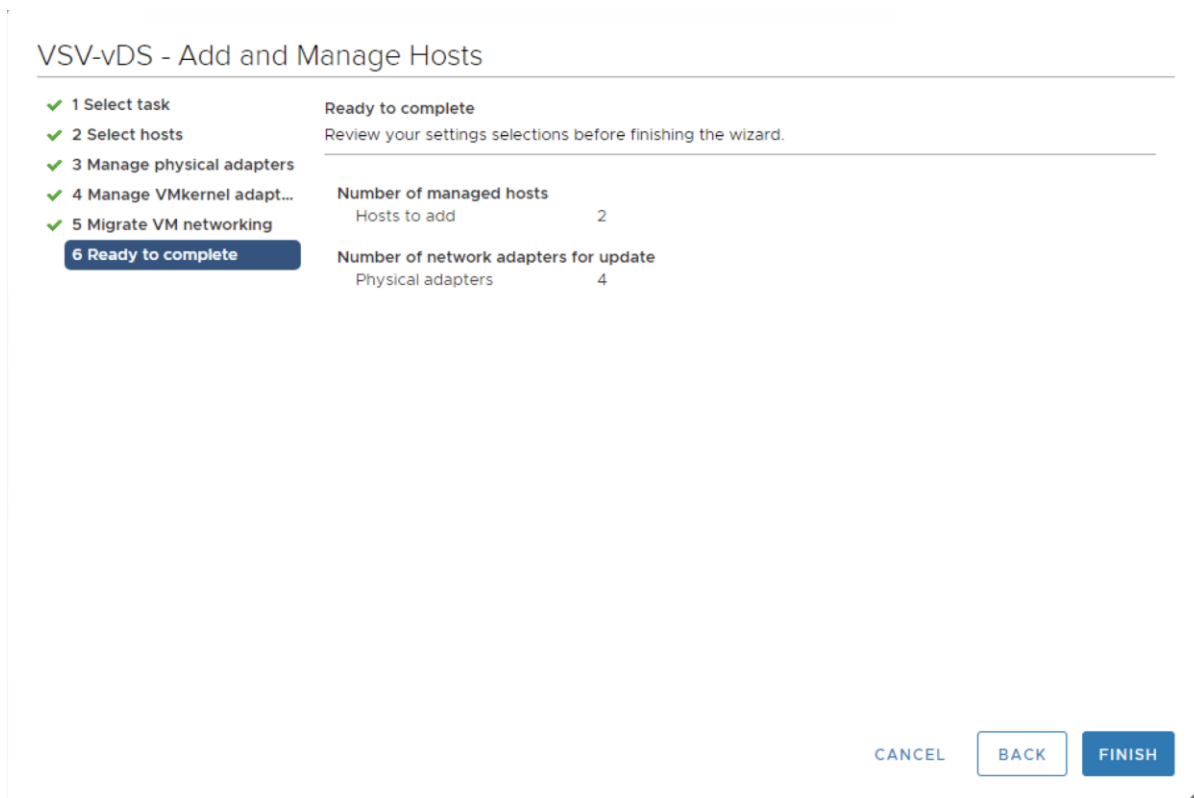 VSV-vDS - Add and Manage Hosts
1 Select task
2 Select hosts
3 Manage physical adapters
4 Manage VMkernel adapt...
5 Migrate VM networking
6 Ready to complete
Ready to complete
Review your settings selections before finishing the wizard.
Number of managed hosts
Hosts to add 2
Number of network adapters for update
Physical adapters 4
CANCEL BACK FINISH